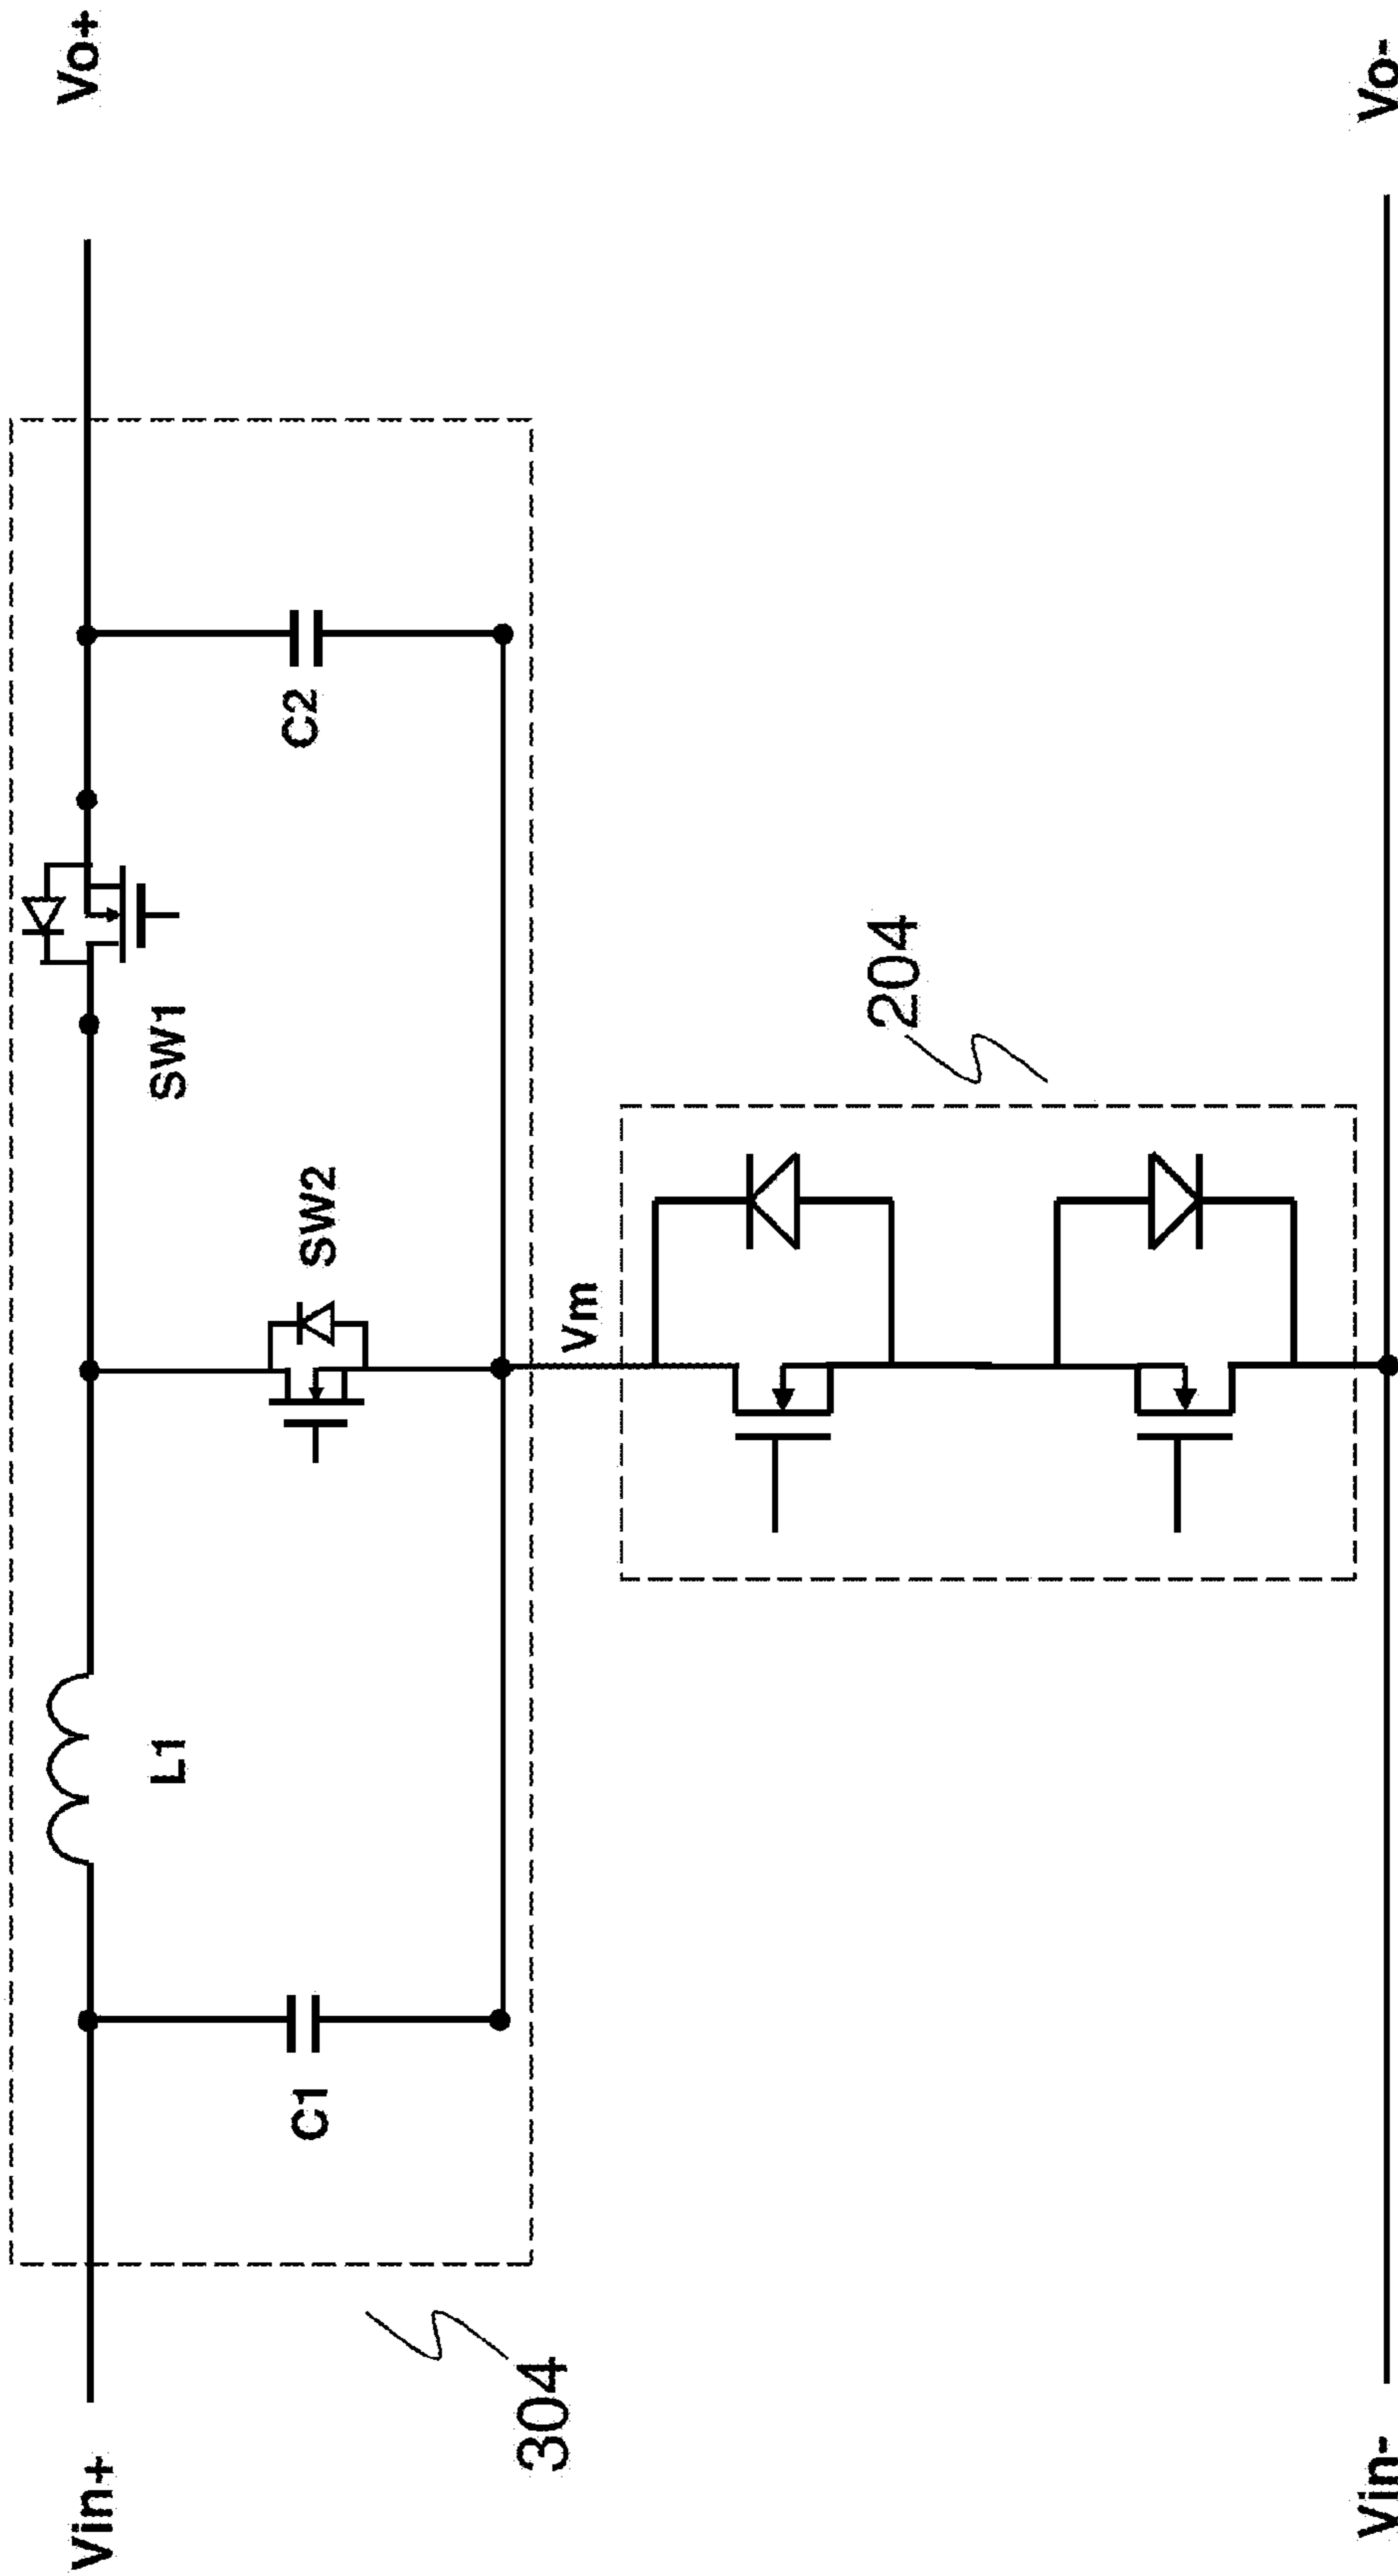 Vin+
L1
SW1
Vo+
C1
SW2
C2
304
Vm
204
Vin-
Vo-